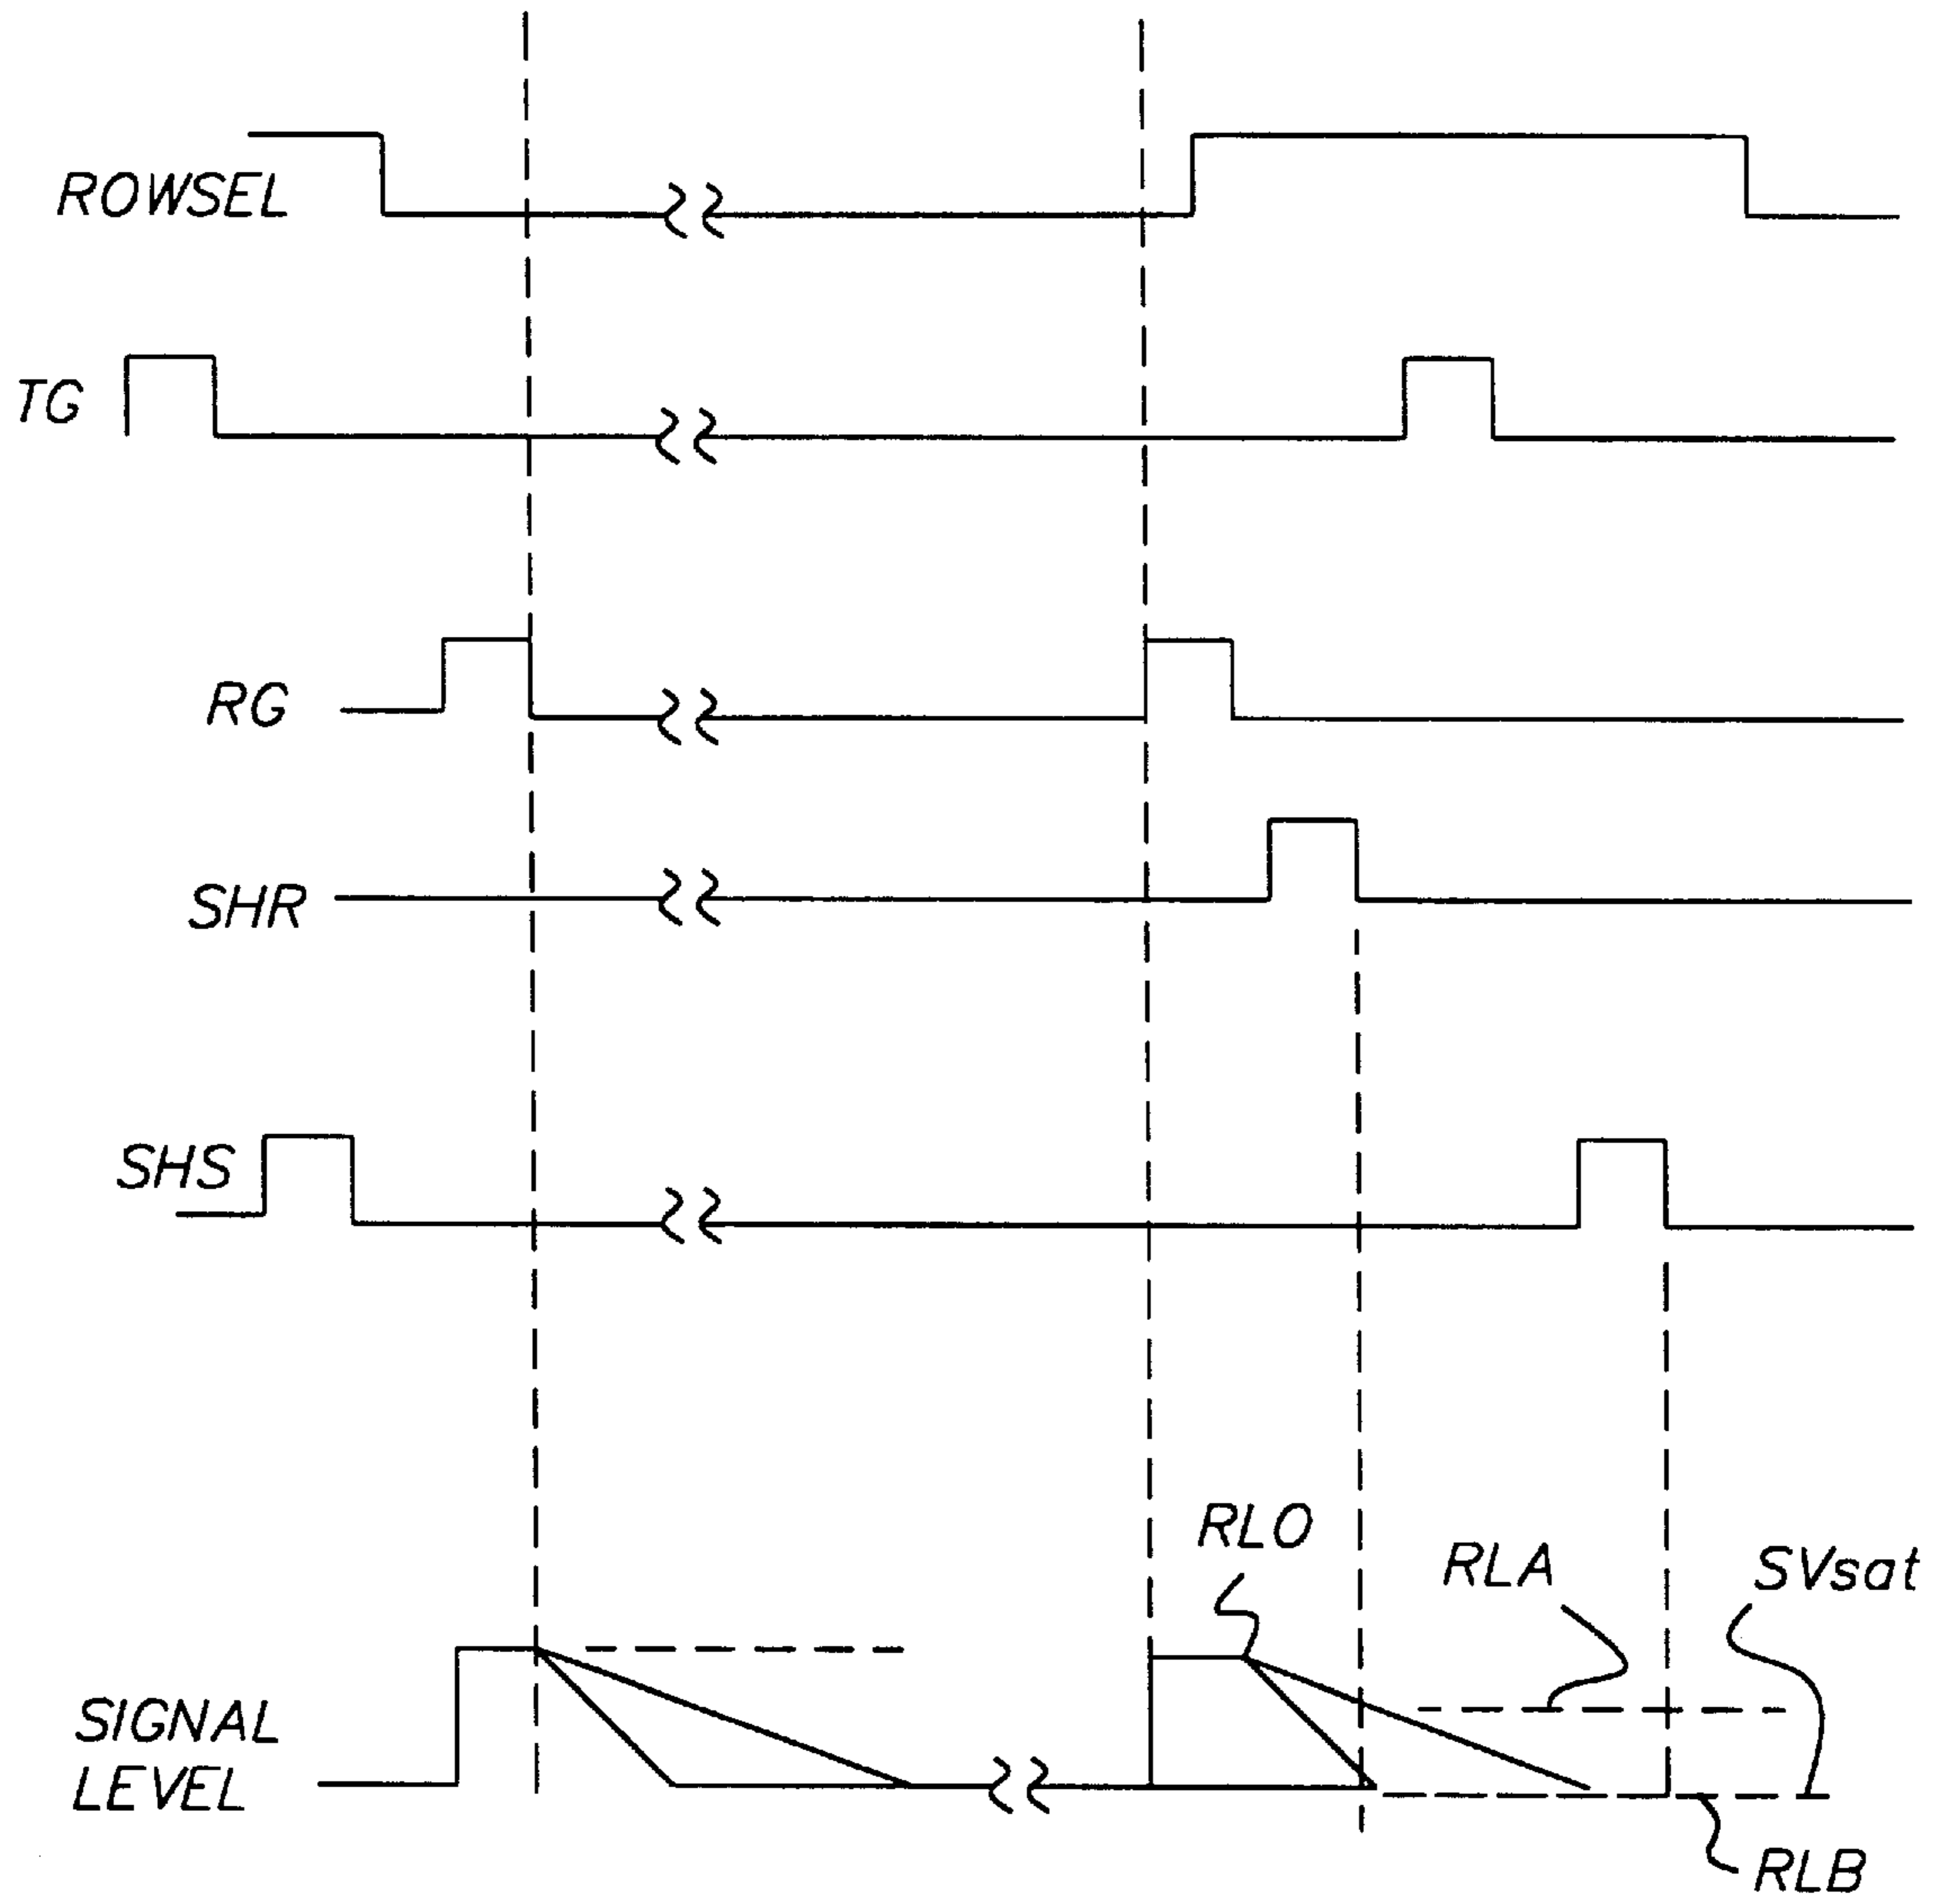 ROWSEL
TG
RG
SHR
SHS
RLO
RLA
SVsat
SIGNAL
LEVEL
RLB